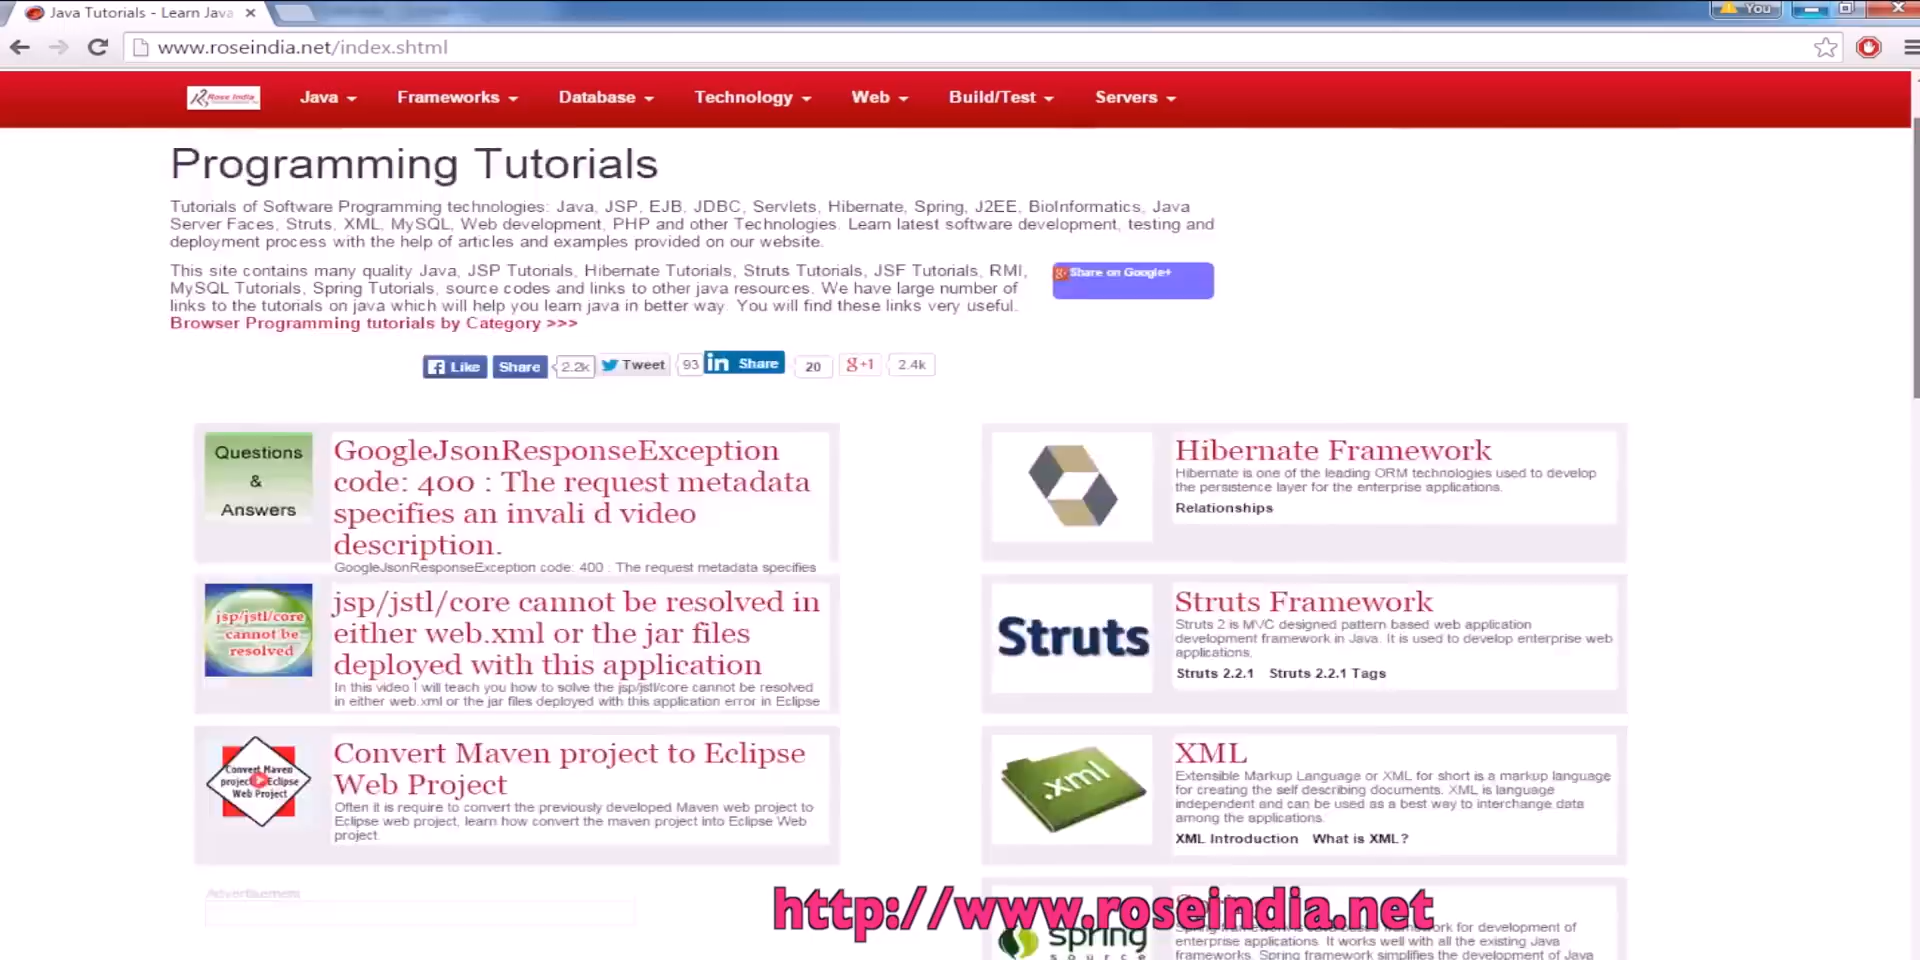 Java Tutorials - Learn Java
You
www.roseindia.net/index.shtml
Rose India
Java Frameworks Database Technology Web Build/Test Servers
Programming Tutorials
Tutorials of Software Programming technologies: Java, JSP, EJB, JDBC, Servlets, Hibernate, Spring, J2EE, BioInformatics, Java
Server Faces, Struts, XML, MySQL, Web development, PHP and other Technologies. Learn latest software development, testing and
deployment process with the help of articles and examples provided on our website.
This site contains many quality Java, JSP Tutorials, Hibernate Tutorials, Struts Tutorials, JSF Tutorials, RMI,
MySQL Tutorials, Spring Tutorials, source codes and links to other java resources. We have large number of
links to the tutorials on java which will help you learn java in better way. You will find these links very useful.
Browser Programming tutorials by Category >>>
Share on Google+
Like Share 2.2k Tweet 93 in Share 20 g+1 2.4k
Questions
&
Answers
GoogleJsonResponseException
code: 400 : The request metadata
specifies an invali d video
description.
GoogleJsonResponseException code: 400 : The request metadata specifies
jsp/jstl/core
cannot be
resolved
jsp/jstl/core cannot be resolved in
either web.xml or the jar files
deployed with this application
In this video I will teach you how to solve the jsp/jstl/core cannot be resolved
in either web.xml or the jar files deployed with this application error in Eclipse
Convert Maven
project Eclipse
Web Project
Convert Maven project to Eclipse
Web Project
Often it is require to convert the previously developed Maven web project to
Eclipse web project, learn how convert the maven project into Eclipse Web
project.
Advertisement
Hibernate Framework
Hibernate is one of the leading ORM technologies used to develop
the persistence layer for the enterprise applications.
Relationships
Struts
Struts Framework
Struts 2 is MVC designed pattern based web application
development framework in Java. It is used to develop enterprise web
applications.
Struts 2.2.1 Struts 2.2.1 Tags
.xml
XML
Extensible Markup Language or XML for short is a markup language
for creating the self describing documents. XML is language
independent and can be used as a best way to interchange data
among the applications.
XML Introduction What is XML?
http://www.roseindia.net
spring
source
for development of
enterprise applications. It works well with all the existing Java
frameworks. Spring framework simplifies the development of Java